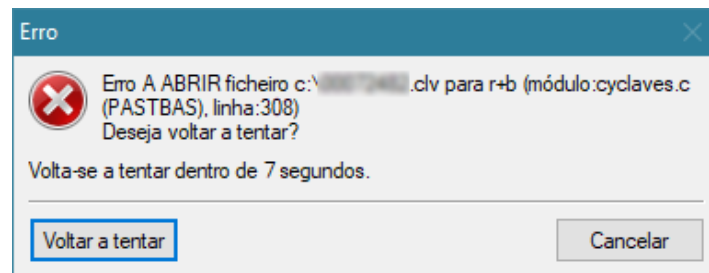 Erro
Erro A ABRIR ficheiro c:\ .clv para r+b (módulo:cyclaves.c
(PASTBAS), linha:308)
Deseja voltar a tentar?
Volta-se a tentar dentro de 7 segundos.
Voltar a tentar
Cancelar